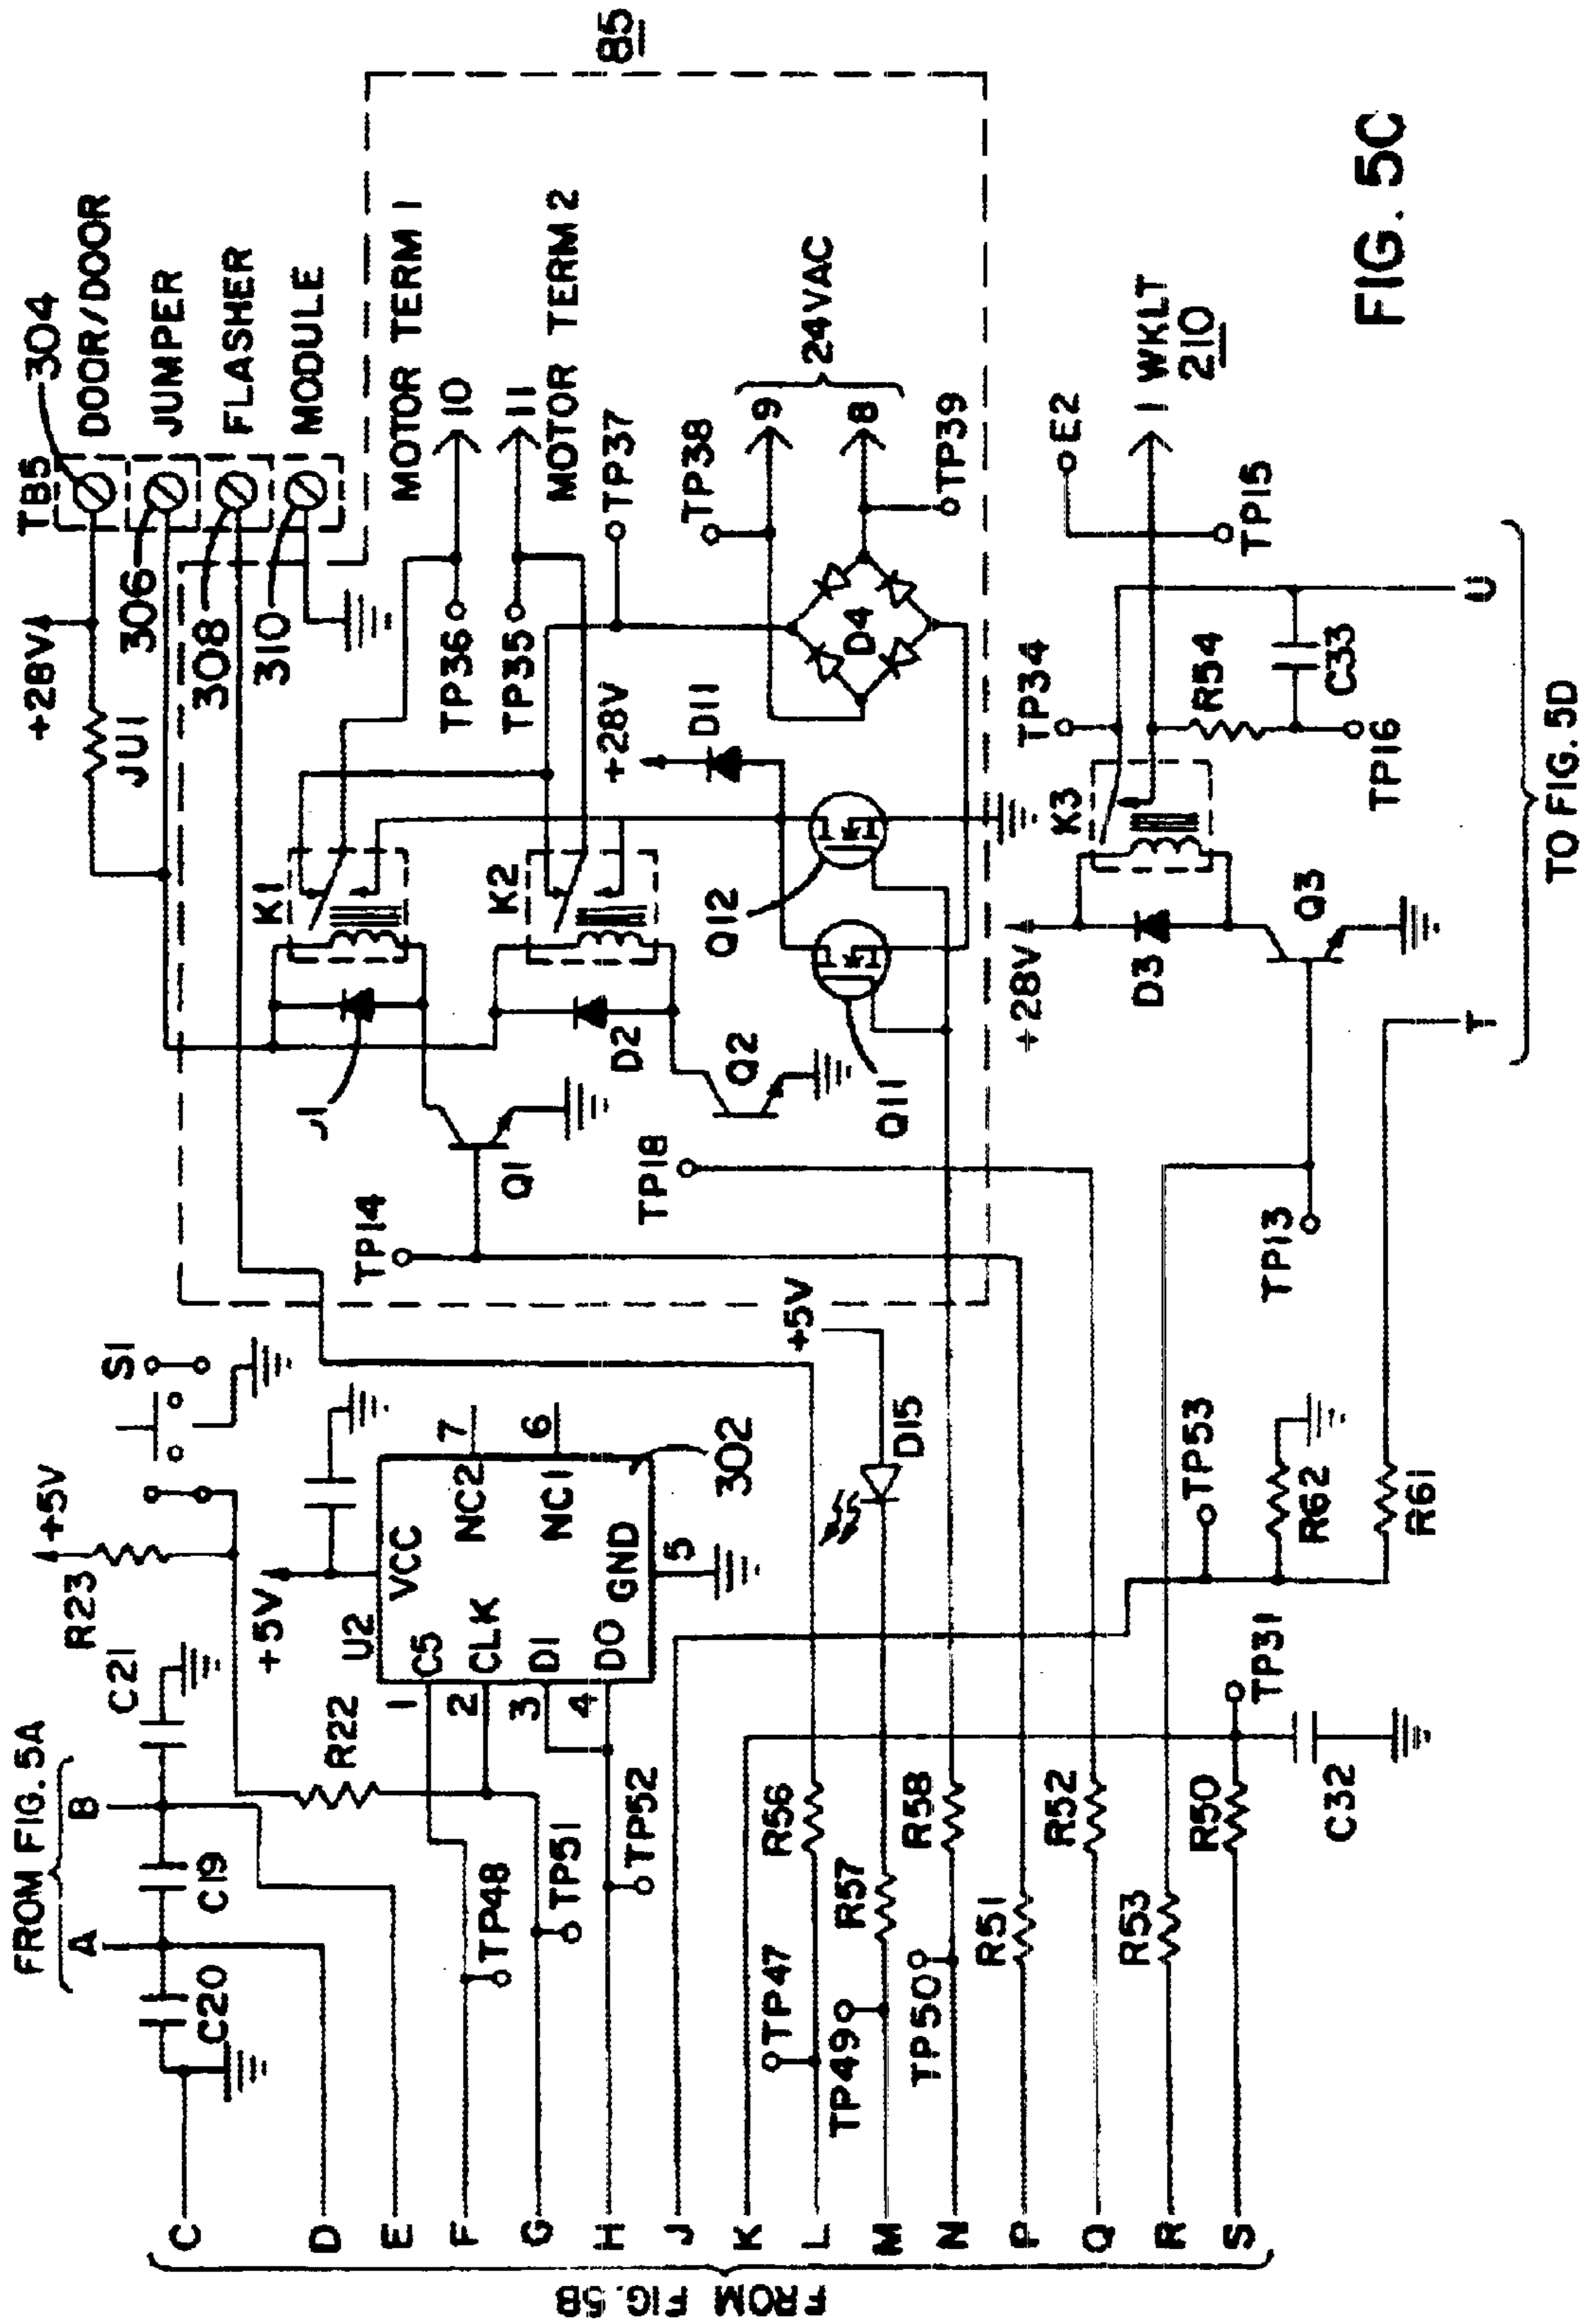 FROM FIG. 5A
A
B
C20
C19
C21
R23
+5V
S1
+28V
JU1
TB5
304
DOOR/DOOR
306
JUMPER
308
FLASHER
310
MODULE
85
C
D
E
F
G
H
J
K
L
M
N
P
Q
R
S
FROM FIG. 5B
R22
TP48
TP51
TP52
+5V
U2
VCC
1
C5
2
CLK
3
D1
4
DO
GND
5
NC2
7
NC1
6
302
TP14
Q1
J1
K1
MOTOR TERM 1
10
TP36
TP35
11
MOTOR TERM 2
K2
D2
Q2
TP18
TP37
+28V
D11
TP38
9
24VAC
8
TP39
D4
Q12
Q11
TP47
R56
TP49
R57
+5V
D15
TP50
R58
R51
R52
R53
R50
TP31
C32
TP53
R62
R61
TP13
+28V
D3
Q3
K3
TP34
R54
C33
TP16
E2
TP15
1 WKLT
210
T
U
TO FIG. 5D
FIG. 5C